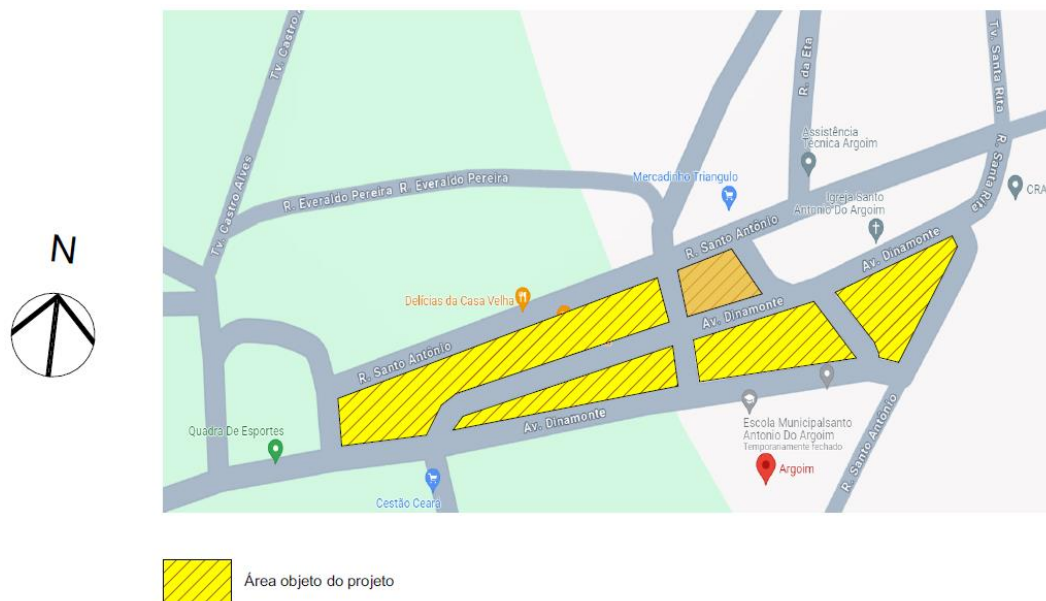 Tv. Castro Alves
R. da Eta
Tv. Santa Rita
Assistência
Técnica Argoim
Tv. Castro Alves
R. Everaldo Pereira
R. Everaldo Pereira
Mercadinho Triangulo
Igreja Santo
Antonio Do Argoim
R. Santa Rita
CRA
R. Santo Antônio
N
Av. Dinamonte
Delícias da Casa Velha
Av. Dinamonte
R. Santo Antônio
Av. Dinamonte
Quadra De Esportes
Escola Municipalsanto
Antonio Do Argoim
Temporariamente fechado
R. Santo Antônio
Argoim
Cestão Ceará
Área objeto do projeto